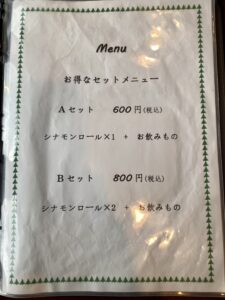 Menu
お得なセットメニュー
Aセット 600円(税込)
シナモンロール×1 + お飲みもの
Bセット 800円(税込)
シナモンロール×2 + お飲みもの